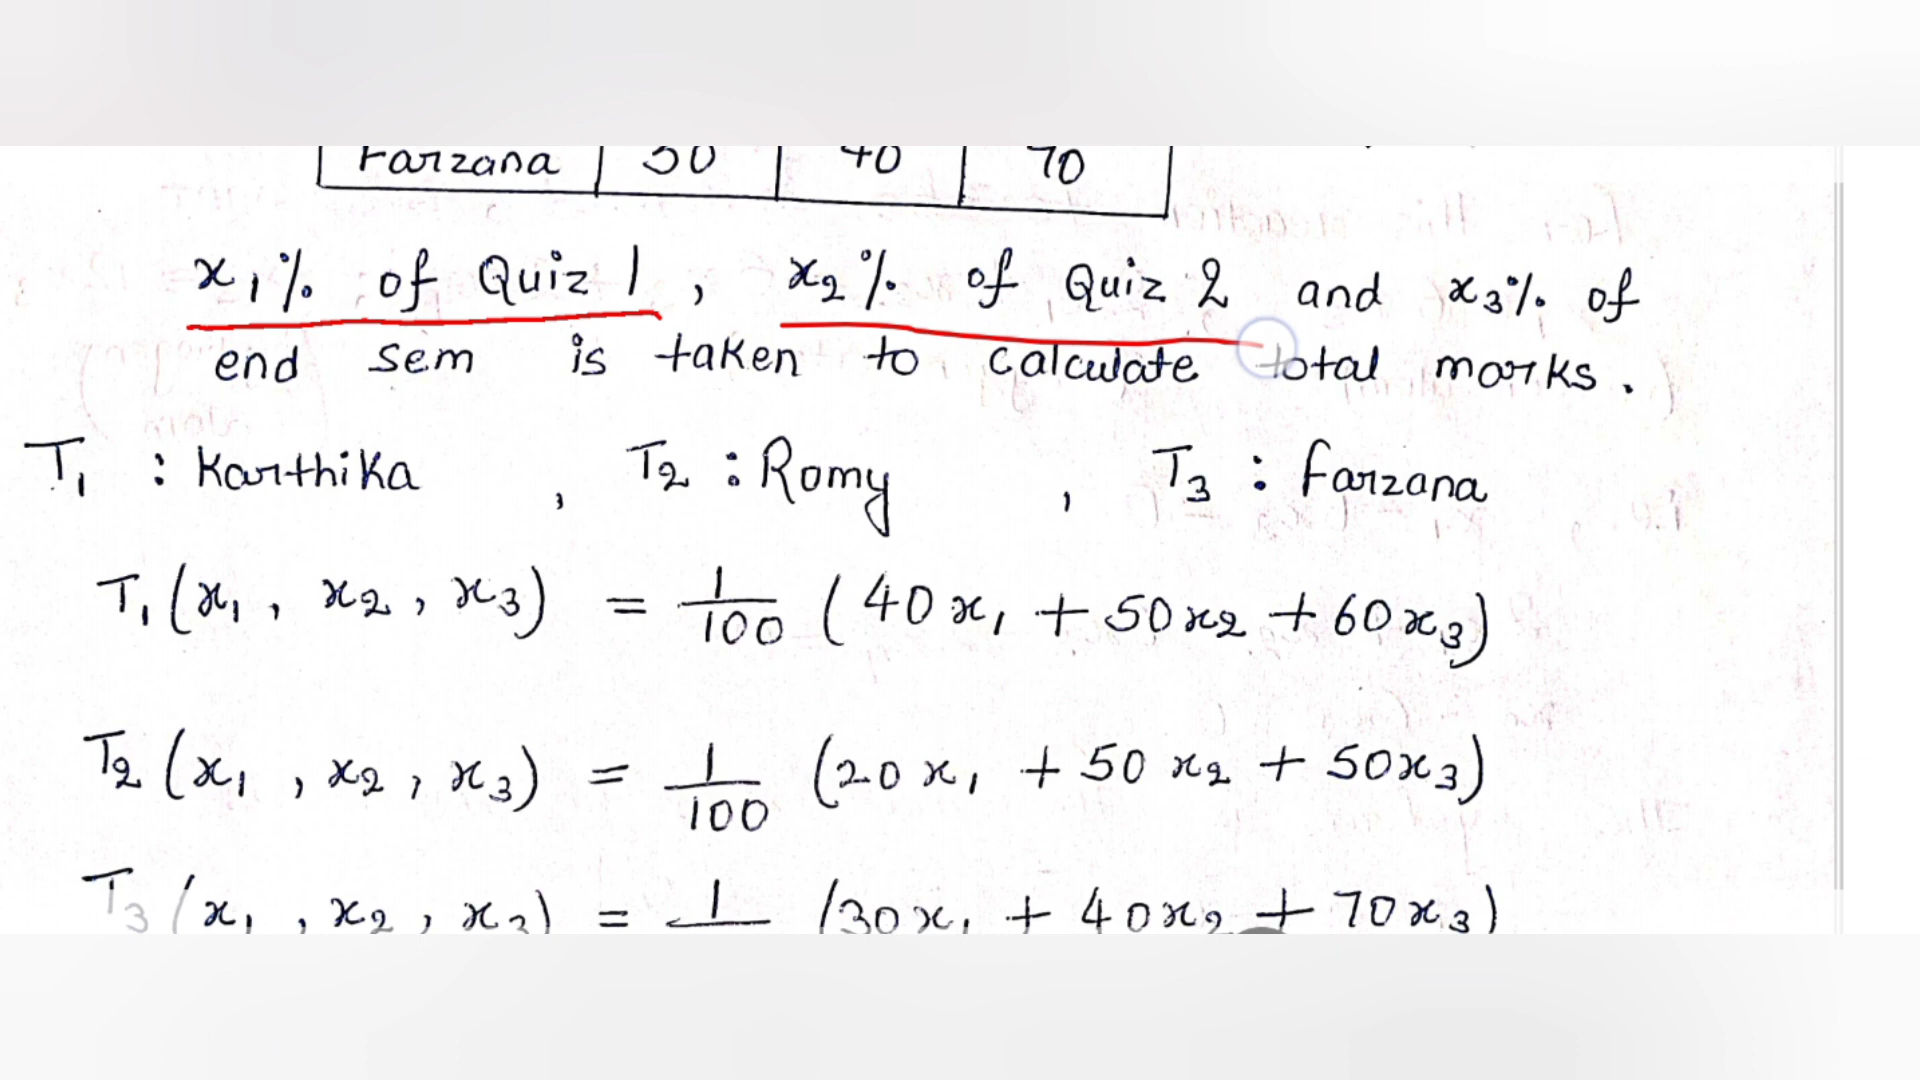 Farzana 30 40 70
x₁% of Quiz 1, x₂% of Quiz 2 and x₃% of
end sem is taken to calculate total marks.
T₁ : Karthika, T₂ : Romy, T₃ : Farzana
T₁(x₁, x₂, x₃) = 1/100 (40x₁ + 50x₂ + 60x₃)
T₂(x₁, x₂, x₃) = 1/100 (20x₁ + 50x₂ + 50x₃)
T₃(x₁, x₂, x₃) = 1 (30x₁ + 40x₂ + 70x₃)